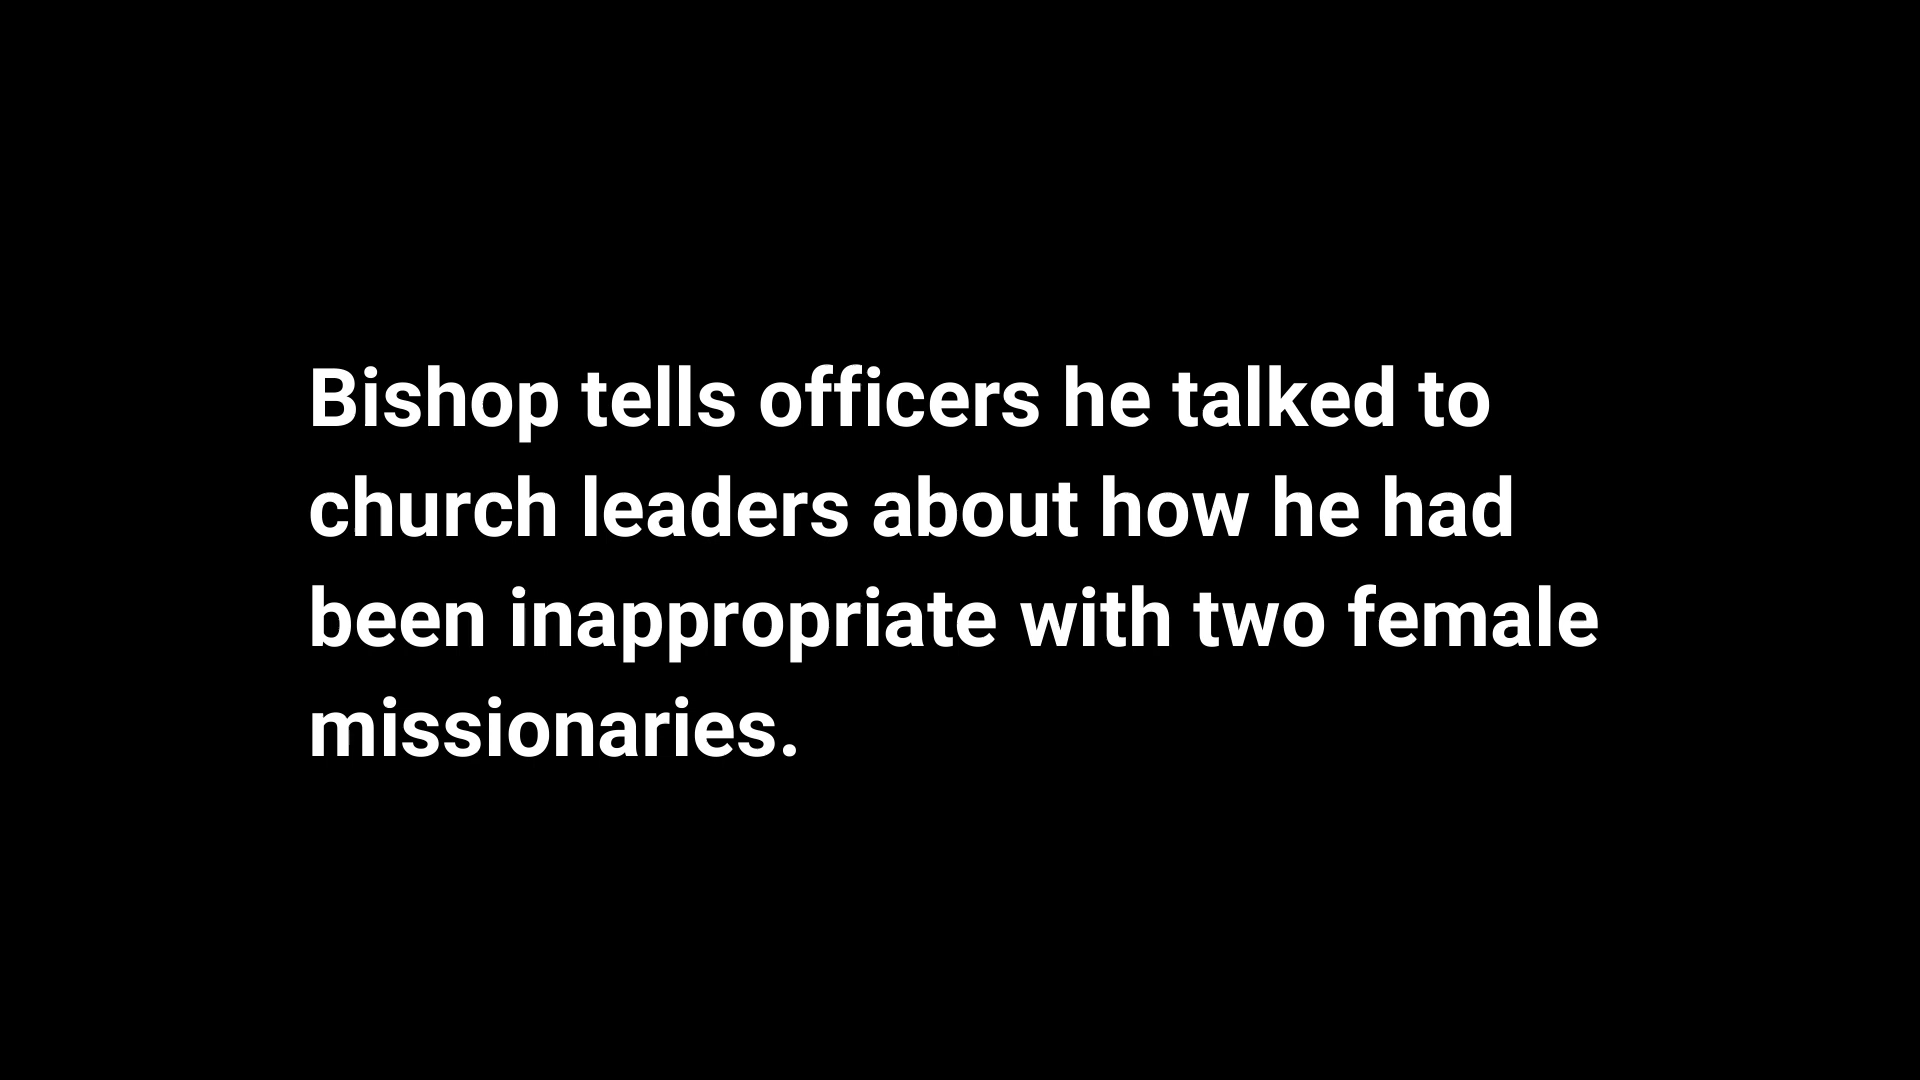 Bishop tells officers he talked to
church leaders about how he had
been inappropriate with two female
missionaries.